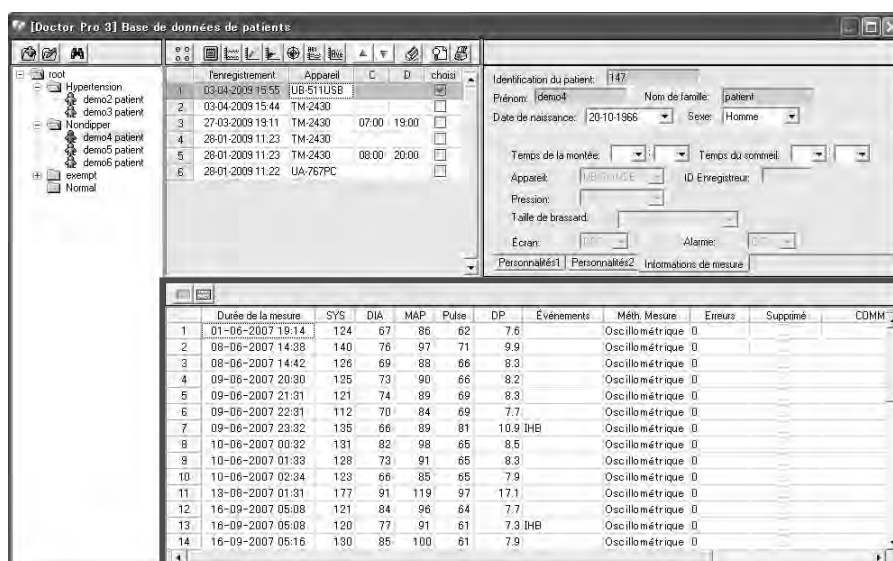 [Doctor Pro 3] Base de données de patients
root
Hypertension
demo2 patient
demo3 patient
Nondipper
demo4 patient
demo5 patient
demo6 patient
exempt
Normal
l'enregistrement Appareil C D choisi
1 03-04-2009 15:55 UB-511USB
2 03-04-2009 15:44 TM-2430
3 27-03-2009 19:11 TM-2430 07:00 19:00
4 28-01-2009 11:23 TM-2430
5 28-01-2009 11:23 TM-2430 08:00 20:00
6 28-01-2009 11:22 UA-767PC
Identification du patient: 147
Prénom: demo4 Nom de famille: patient
Date de naissance: 20-10-1966 Sexe: Homme
Temps de la montée: : Temps du sommeil: :
Appareil: UB-511USB ID Enregistreur:
Pression:
Taille de brassard:
Écran: Alarme:
Personnalités1 Personnalités2 Informations de mesure
Durée de la mesure SYS DIA MAP Pulse DP Événements Méth. Mesure Erreurs Supprimé COMM
1 01-06-2007 19:14 124 67 86 62 7.6 Oscillométrique 0
2 08-06-2007 14:38 140 76 97 71 9.9 Oscillométrique 0
3 08-06-2007 14:42 126 69 88 66 8.3 Oscillométrique 0
4 09-06-2007 20:30 125 73 90 66 8.2 Oscillométrique 0
5 09-06-2007 21:31 121 74 89 69 8.3 Oscillométrique 0
6 09-06-2007 22:31 112 70 84 69 7.7 Oscillométrique 0
7 09-06-2007 23:32 135 66 89 81 10.9 IHB Oscillométrique 0
8 10-06-2007 00:32 131 82 98 65 8.5 Oscillométrique 0
9 10-06-2007 01:33 128 73 91 65 8.3 Oscillométrique 0
10 10-06-2007 02:34 123 66 85 65 7.9 Oscillométrique 0
11 13-08-2007 01:31 177 91 119 97 17.1 Oscillométrique 0
12 16-09-2007 05:08 121 84 96 64 7.7 Oscillométrique 0
13 16-09-2007 05:08 120 77 91 61 7.3 IHB Oscillométrique 0
14 16-09-2007 05:16 130 85 100 61 7.9 Oscillométrique 0